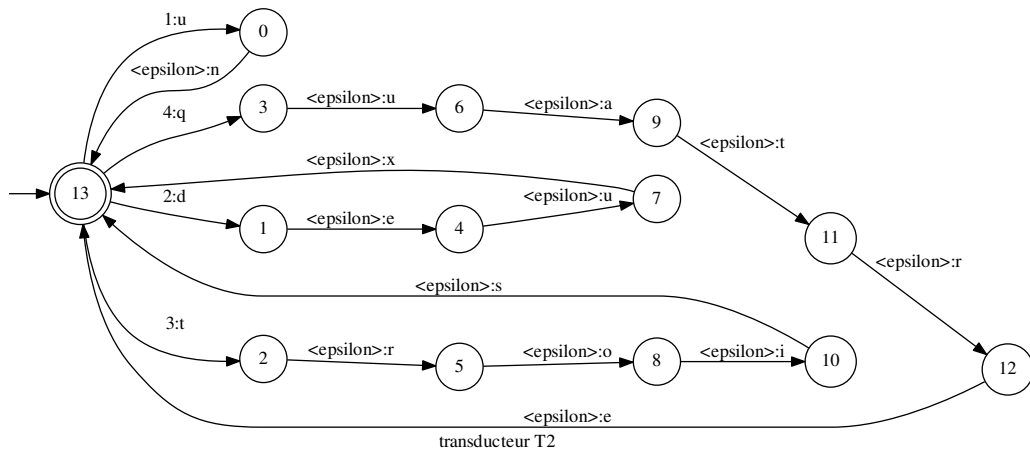 1:u
0
<epsilon>:n
4:q
3
<epsilon>:u
6
<epsilon>:a
9
<epsilon>:t
<epsilon>:x
13
2:d
1
<epsilon>:e
4
<epsilon>:u
7
11
<epsilon>:r
<epsilon>:s
3:t
2
<epsilon>:r
5
<epsilon>:o
8
<epsilon>:i
10
12
<epsilon>:e
transducteur T2